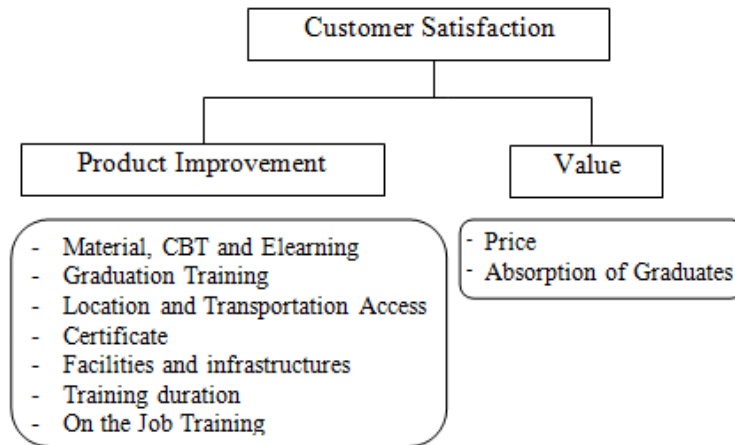 Customer Satisfaction
Product Improvement
Value
- Material, CBT and Elearning
- Graduation Training
- Location and Transportation Access
- Certificate
- Facilities and infrastructures
- Training duration
- On the Job Training
- Price
- Absorption of Graduates